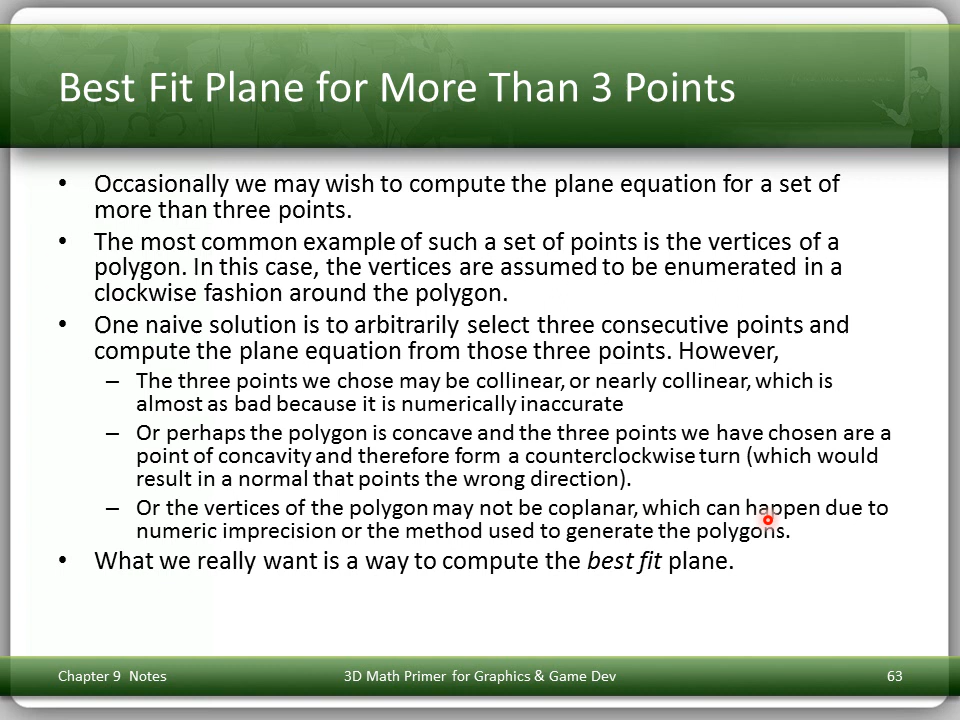 Best Fit Plane for More Than 3 Points
• Occasionally we may wish to compute the plane equation for a set of
more than three points.
• The most common example of such a set of points is the vertices of a
polygon. In this case, the vertices are assumed to be enumerated in a
clockwise fashion around the polygon.
• One naive solution is to arbitrarily select three consecutive points and
compute the plane equation from those three points. However,
– The three points we chose may be collinear, or nearly collinear, which is
almost as bad because it is numerically inaccurate
– Or perhaps the polygon is concave and the three points we have chosen are a
point of concavity and therefore form a counterclockwise turn (which would
result in a normal that points the wrong direction).
– Or the vertices of the polygon may not be coplanar, which can happen due to
numeric imprecision or the method used to generate the polygons.
• What we really want is a way to compute the best fit plane.
Chapter 9 Notes
3D Math Primer for Graphics & Game Dev
63